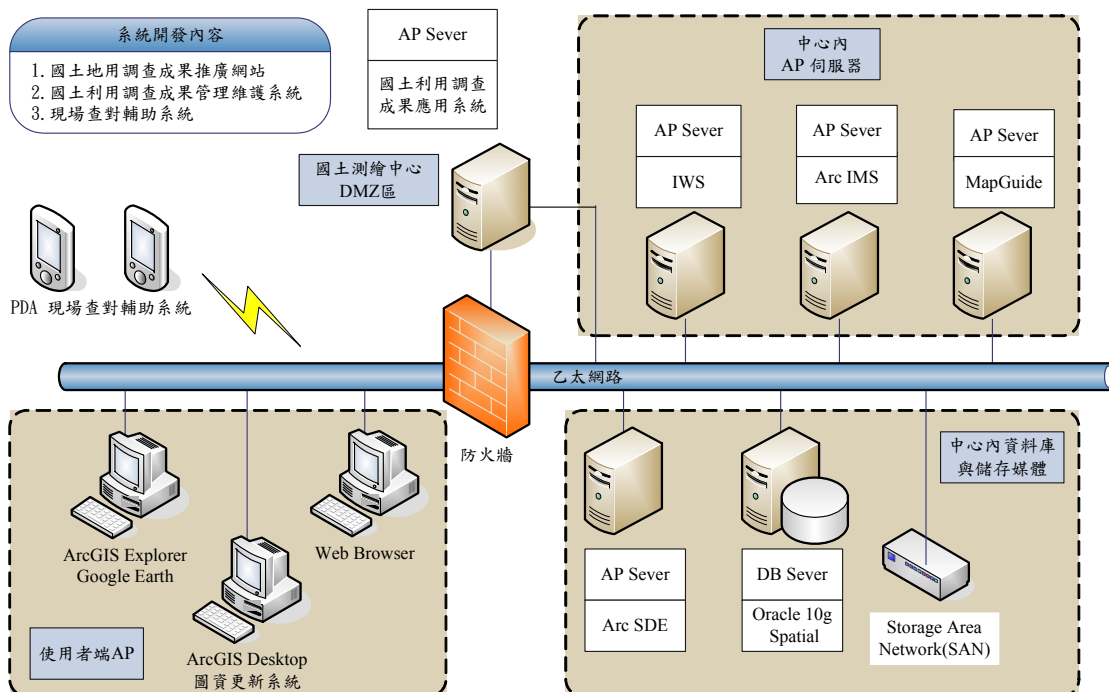 系統開發內容
1. 國土地用調查成果推廣網站
2. 國土利用調查成果管理維護系統
3. 現場查對輔助系統
AP Sever
國土利用調查
成果應用系統
國土測繪中心
DMZ區
中心內
AP 伺服器
AP Sever
IWS
AP Sever
Arc IMS
AP Sever
MapGuide
PDA 現場查對輔助系統
乙太網路
防火牆
ArcGIS Explorer
Google Earth
Web Browser
ArcGIS Desktop
圖資更新系統
使用者端AP
中心內資料庫
與儲存媒體
AP Sever
Arc SDE
DB Sever
Oracle 10g
Spatial
Storage Area
Network(SAN)